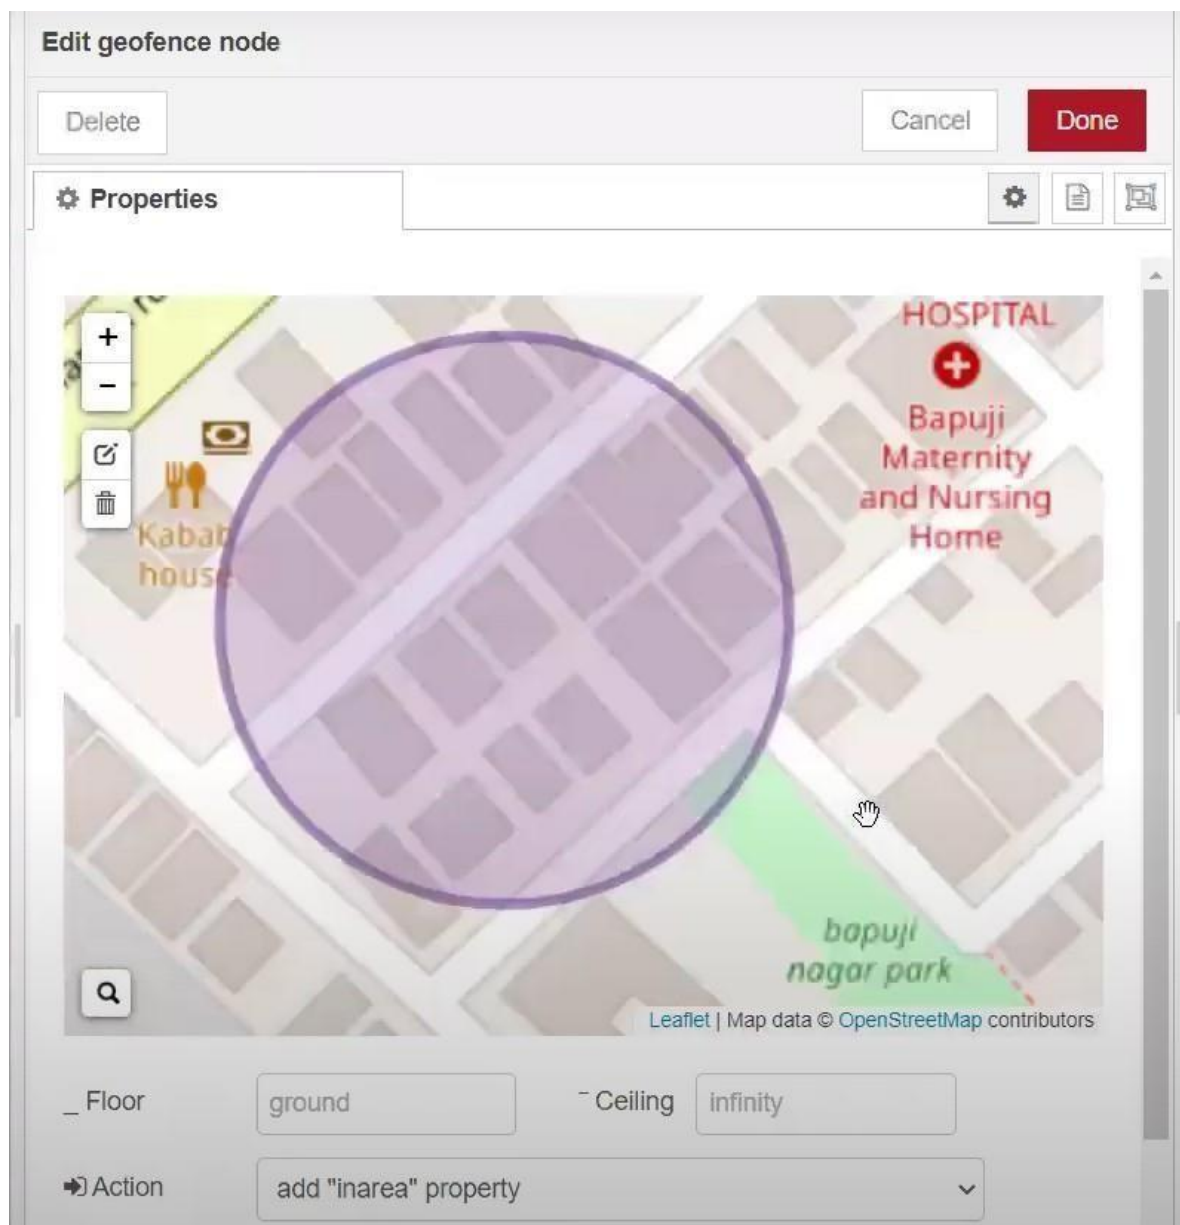 Edit geofence node
Delete
Cancel
Done
Properties
+
−
HOSPITAL
Bapuji
Maternity
and Nursing
Home
Kabab
house
bapuji
nagar park
Leaflet | Map data © OpenStreetMap contributors
_ Floor
ground
‾ Ceiling
infinity
Action
add "inarea" property